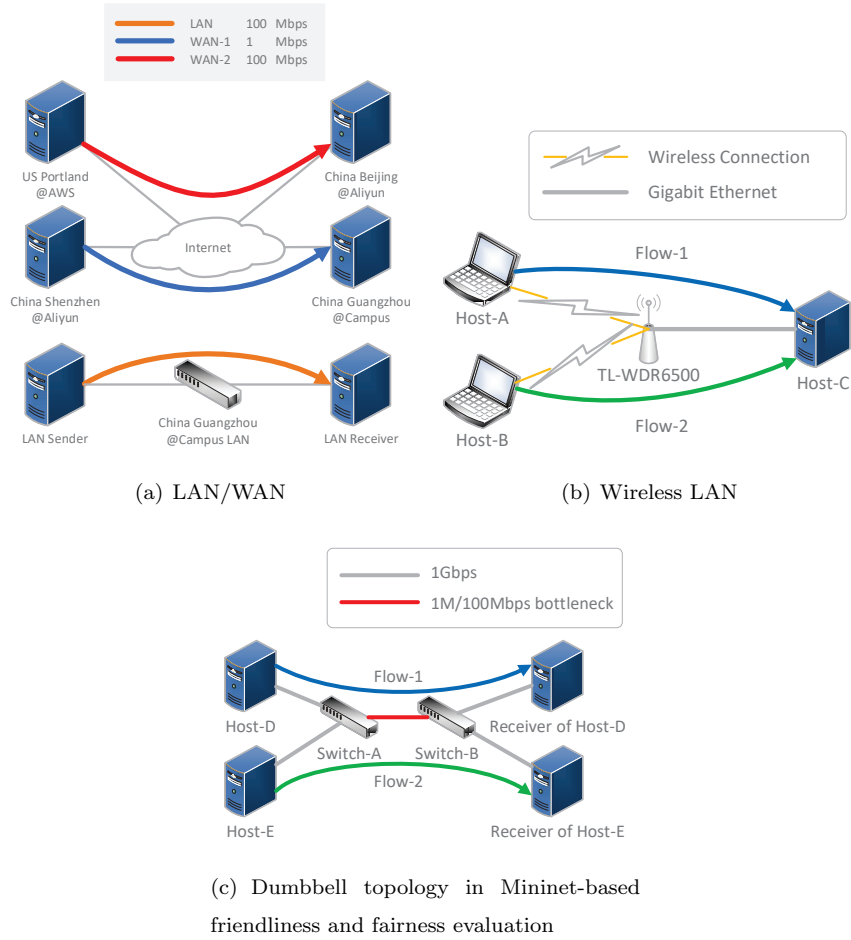 LAN 100 Mbps
WAN-1 1 Mbps
WAN-2 100 Mbps
US Portland
@AWS
China Beijing
@Aliyun
Internet
China Shenzhen
@Aliyun
China Guangzhou
@Campus
LAN Sender
China Guangzhou
@Campus LAN
LAN Receiver
(a) LAN/WAN
Wireless Connection
Gigabit Ethernet
Flow-1
Host-A
TL-WDR6500
Host-C
Host-B
Flow-2
(b) Wireless LAN
1Gbps
1M/100Mbps bottleneck
Flow-1
Host-D
Receiver of Host-D
Switch-A
Switch-B
Flow-2
Host-E
Receiver of Host-E
(c) Dumbbell topology in Mininet-based
friendliness and fairness evaluation